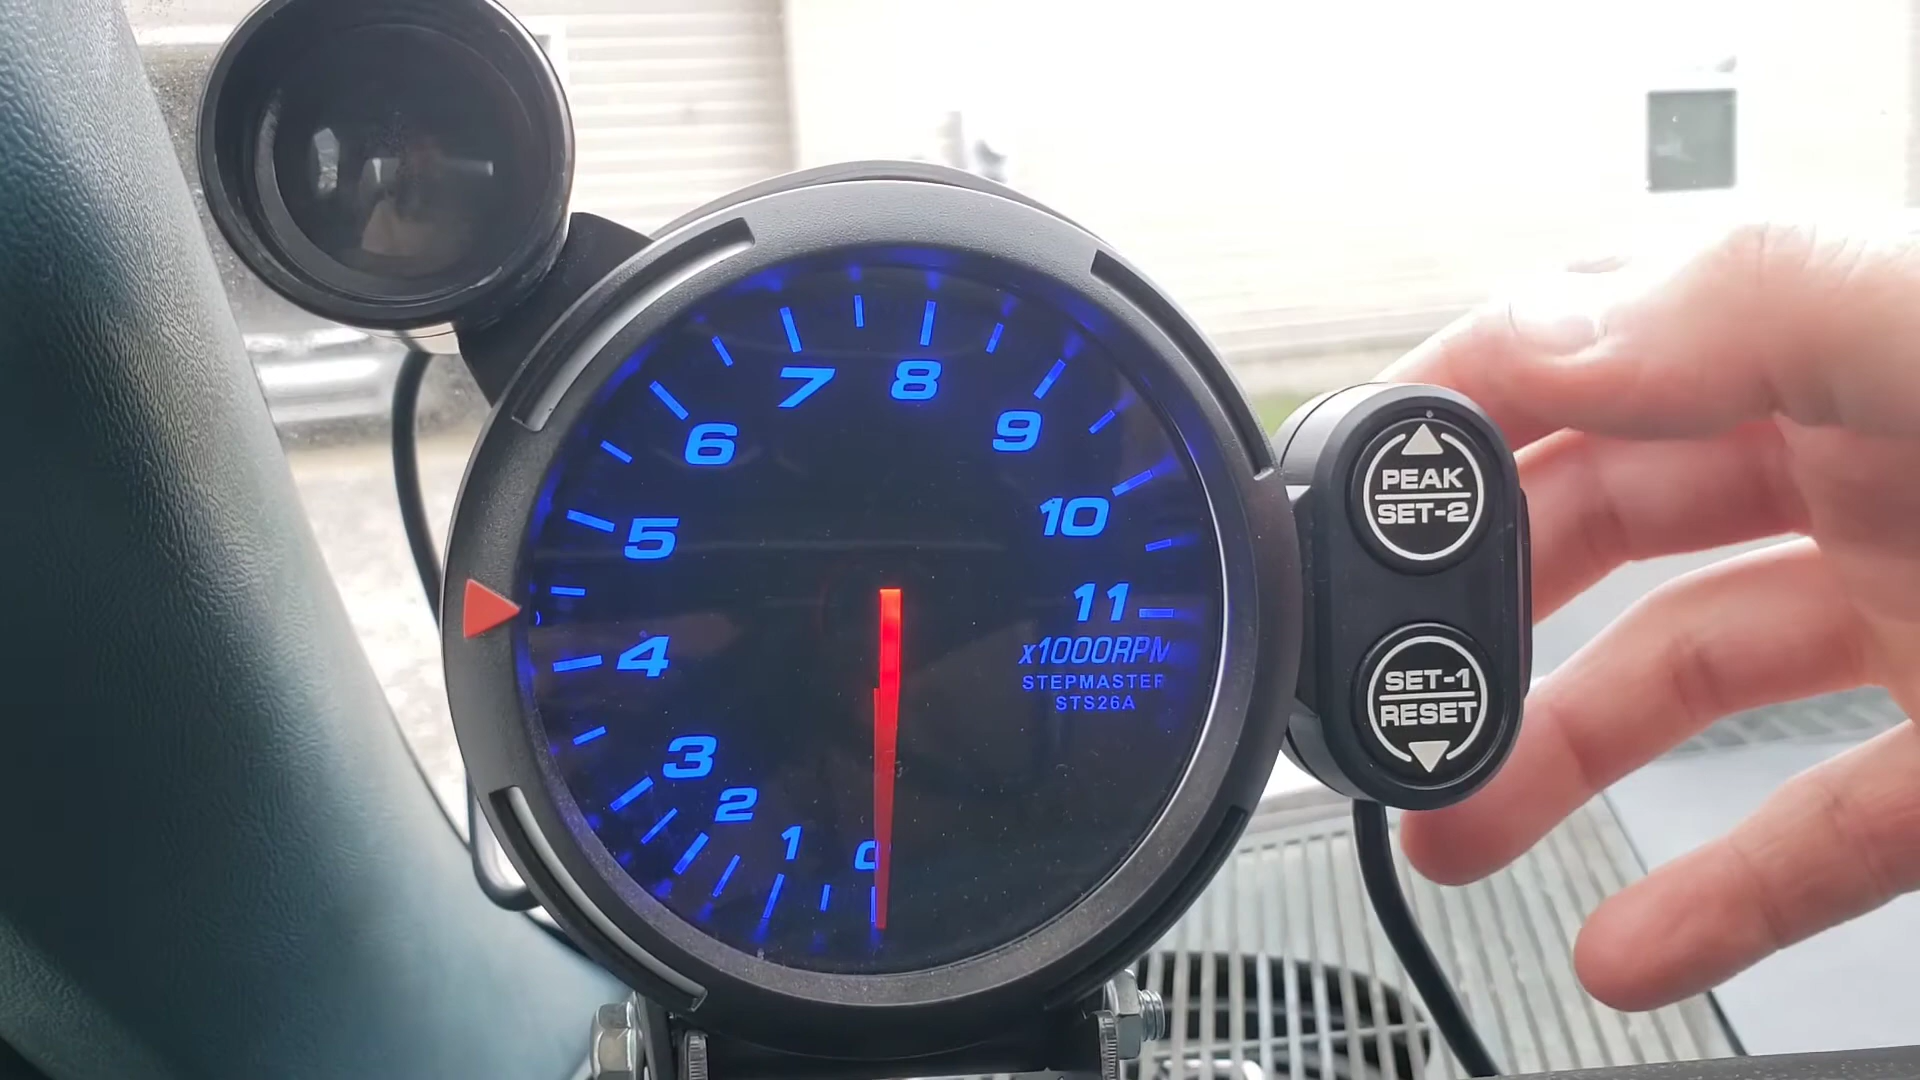 7
8
6
9
5
10
4
11
x1000RPM
STEPMASTER
STS26A
3
2
1
0
PEAK
SET-2
SET-1
RESET